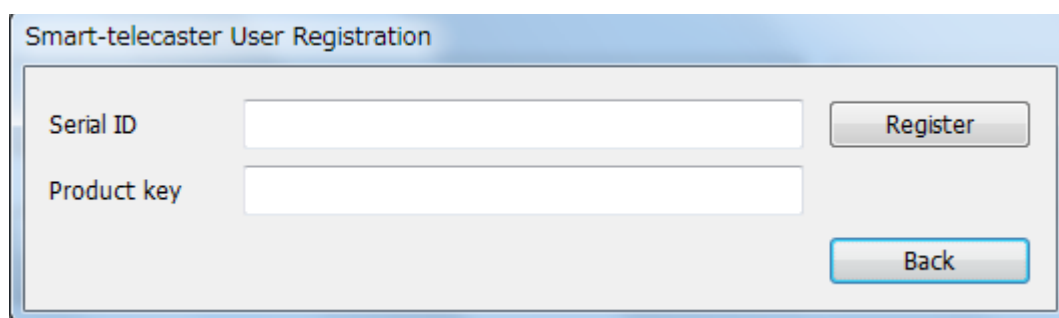 Smart-telecaster User Registration
Serial ID
Register
Product key
Back